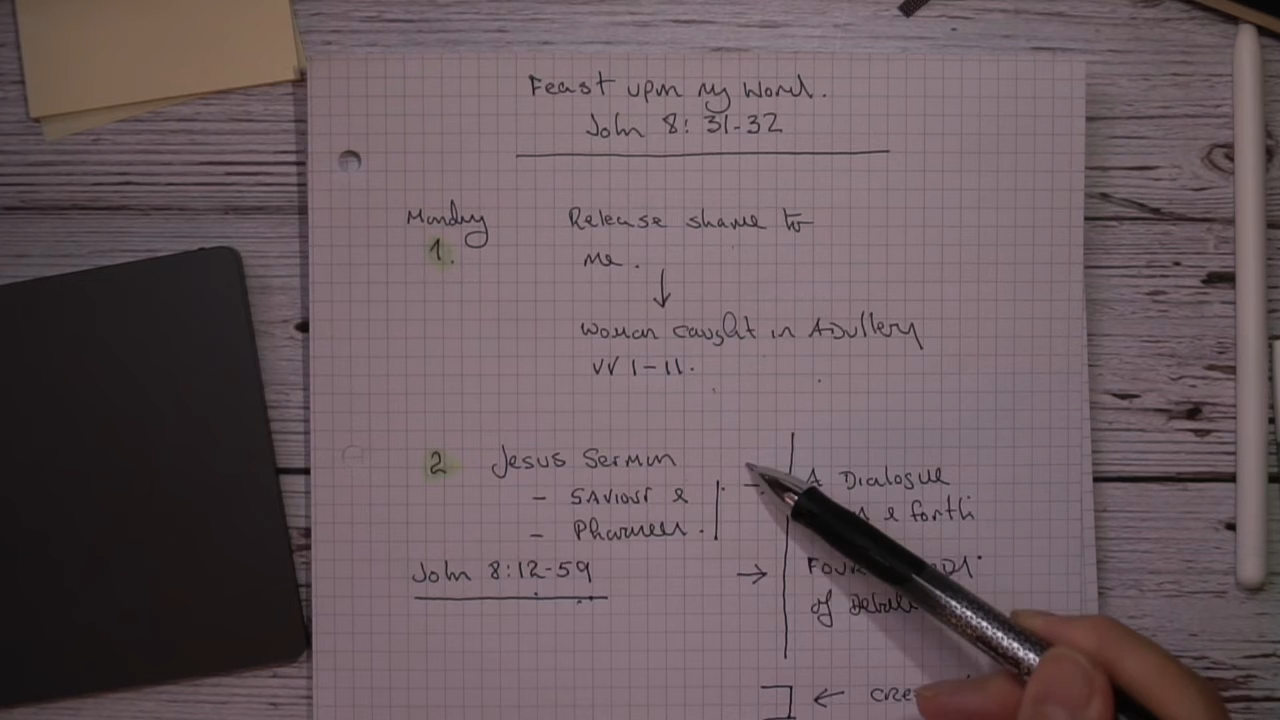 Feast upon my Word.
John 8: 31-32
Monday
1.
Release shame to
me.
↓
Woman caught in Adultery
VV 1-11.
2 Jesus Sermon
- Saviour &
- Pharisees.
John 8:12-59
A Dialogue
& forth
→
of Debate
←